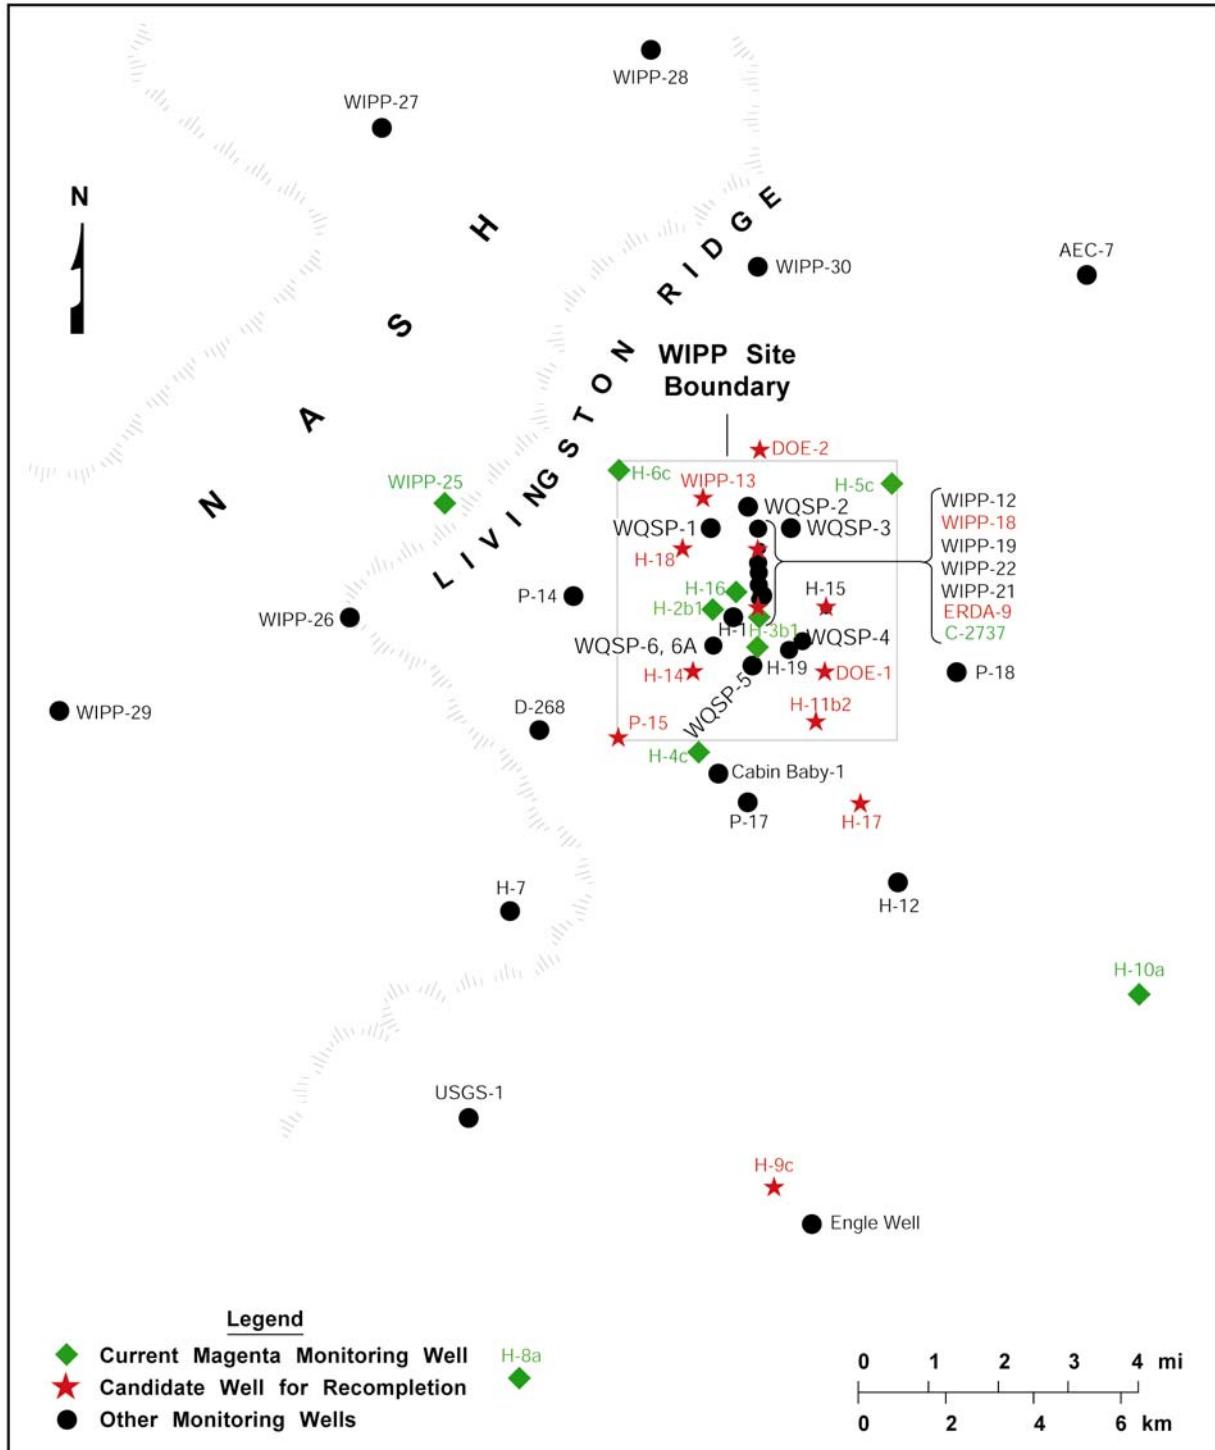 WIPP-28
WIPP-27
N
NASH
LIVINGSTON RIDGE
WIPP-30
AEC-7
WIPP Site
Boundary
DOE-2
H-6c
WIPP-13
H-5c
WIPP-25
WQSP-2
WQSP-1
WQSP-3
WIPP-12
WIPP-18
WIPP-19
WIPP-22
WIPP-21
ERDA-9
C-2737
H-18
H-16
H-15
P-14
H-2b1
WIPP-26
H-1
H-3b1
WQSP-4
WQSP-6, 6A
H-19
H-14
DOE-1
P-18
WQSP-5
H-11b2
WIPP-29
D-268
P-15
H-4c
Cabin Baby-1
P-17
H-17
H-7
H-12
H-10a
USGS-1
H-9c
Engle Well
Legend
Current Magenta Monitoring Well
H-8a
Candidate Well for Recompletion
Other Monitoring Wells
0 1 2 3 4 mi
0 2 4 6 km